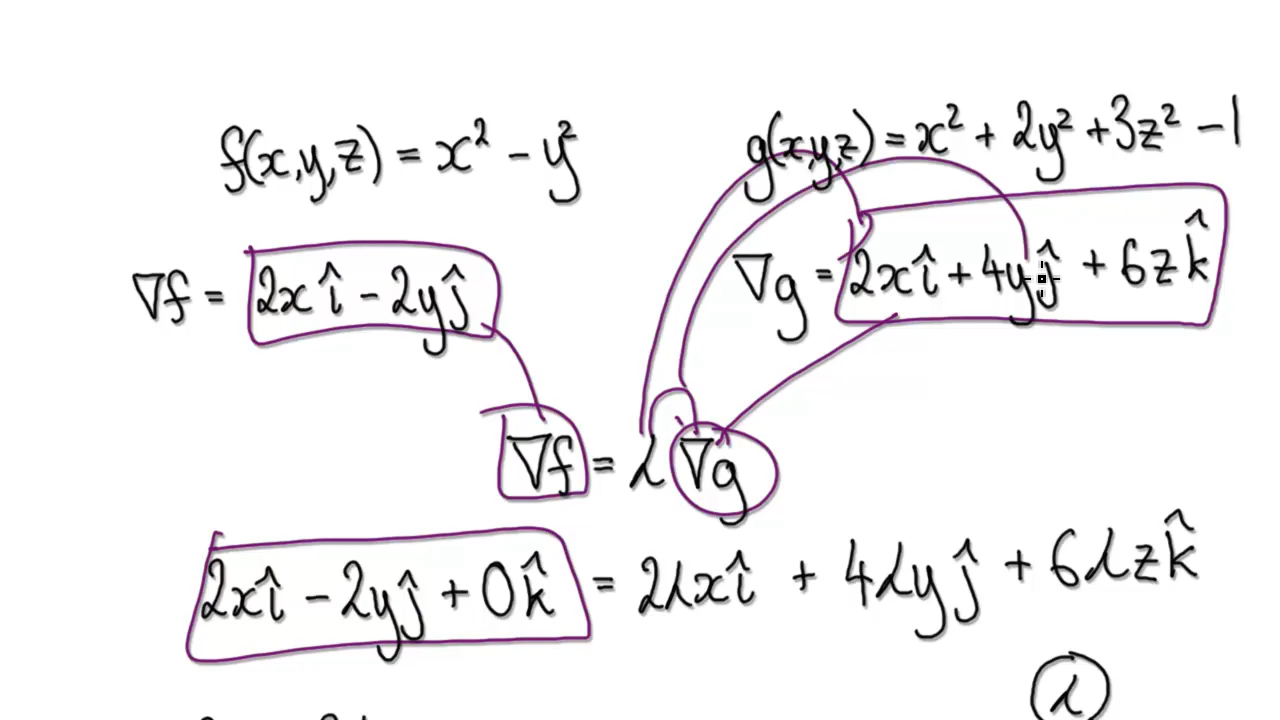 f(x,y,z) = x² − y²
g(x,y,z) = x² + 2y² + 3z² − 1
∇f = 2xî − 2yĵ
∇g = 2xî + 4yĵ + 6zk̂
∇f = λ∇g
2xî − 2yĵ + 0k̂ = 2λxî + 4λyĵ + 6λzk̂
λ